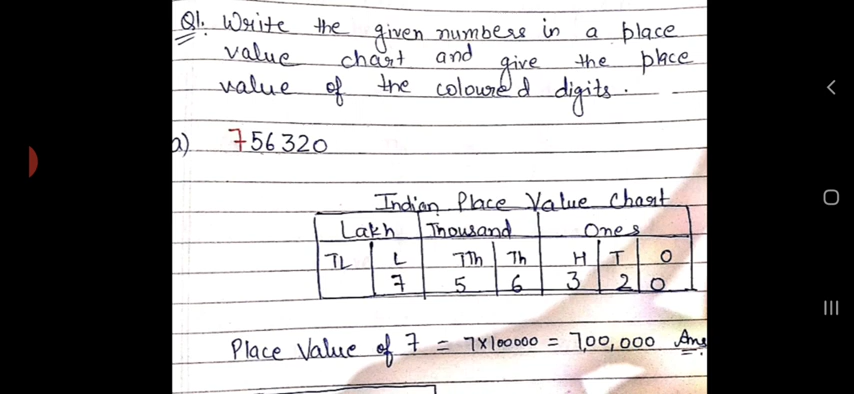 Q1. Write the given numbers in a place
value chart and give the place
value of the coloured digits.
a) 756320
Indian Place Value Chart
Lakh Thousand Ones
TL L TTh Th H T O
7 5 6 3 2 0
Place Value of 7 = 7×100000 = 7,00,000 Ans